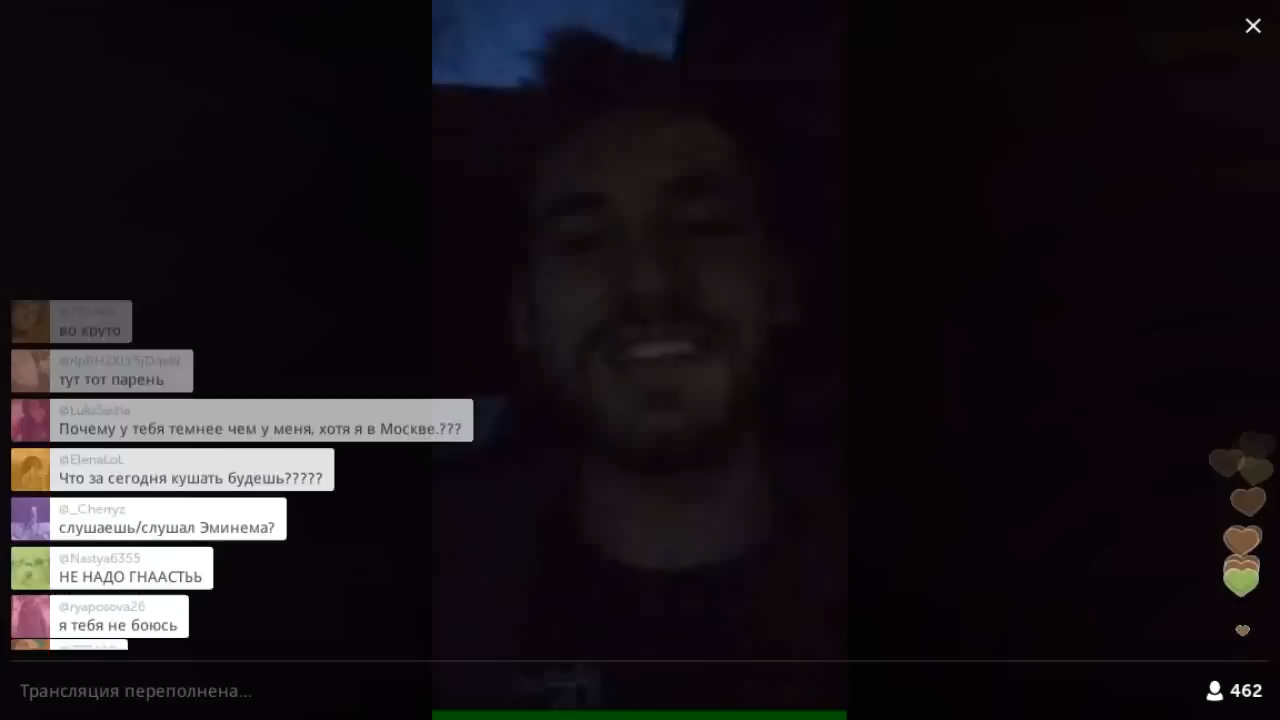 во круто
тут тот парень
@LukaSasha
Почему у тебя темнее чем у меня, хотя я в Москве.???
@ElenaLoL
Что за сегодня кушать будешь?????
@_Cherryz
слушаешь/слушал Эминема?
@Nastya6355
НЕ НАДО ГНААСТЬЬ
@ryaposova26
я тебя не боюсь
Трансляция переполнена...
462